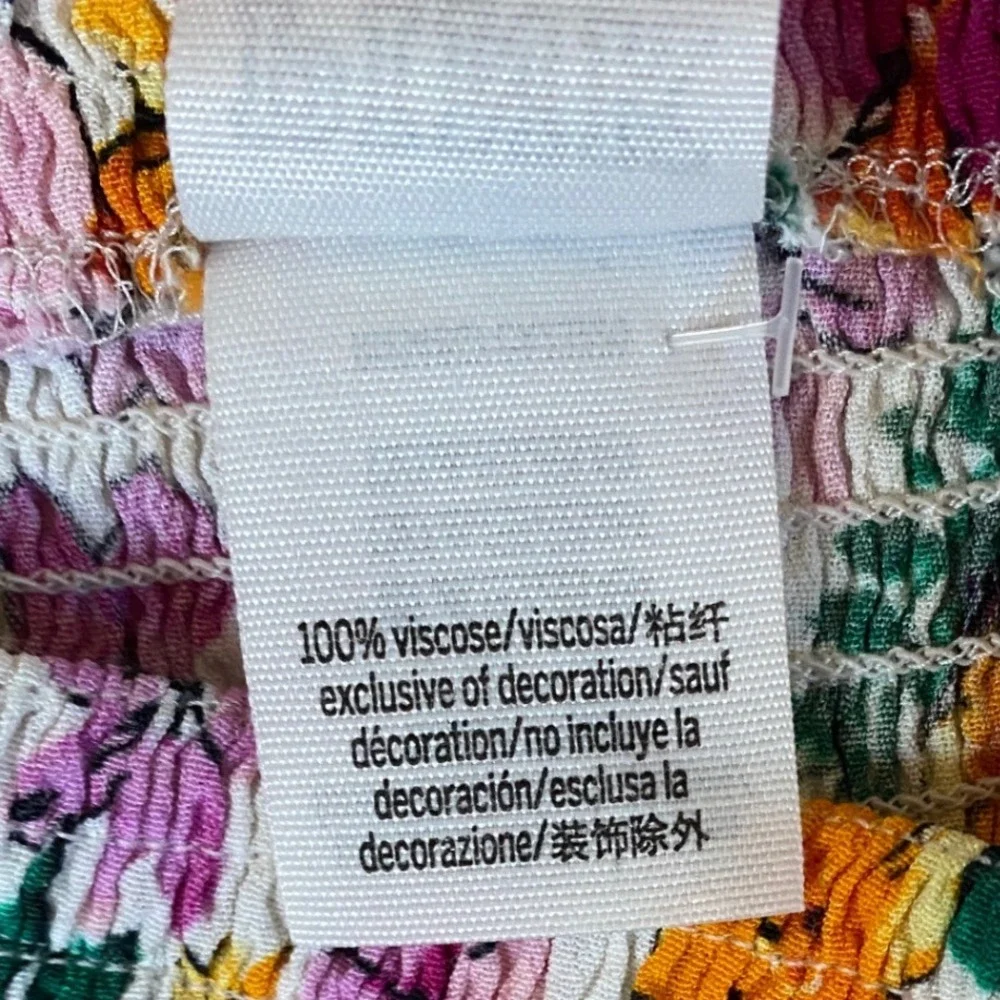 100% viscose/viscosa/粘纤
exclusive of decoration/sauf
décoration/no incluye la
decoración/esclusa la
decorazione/装饰除外